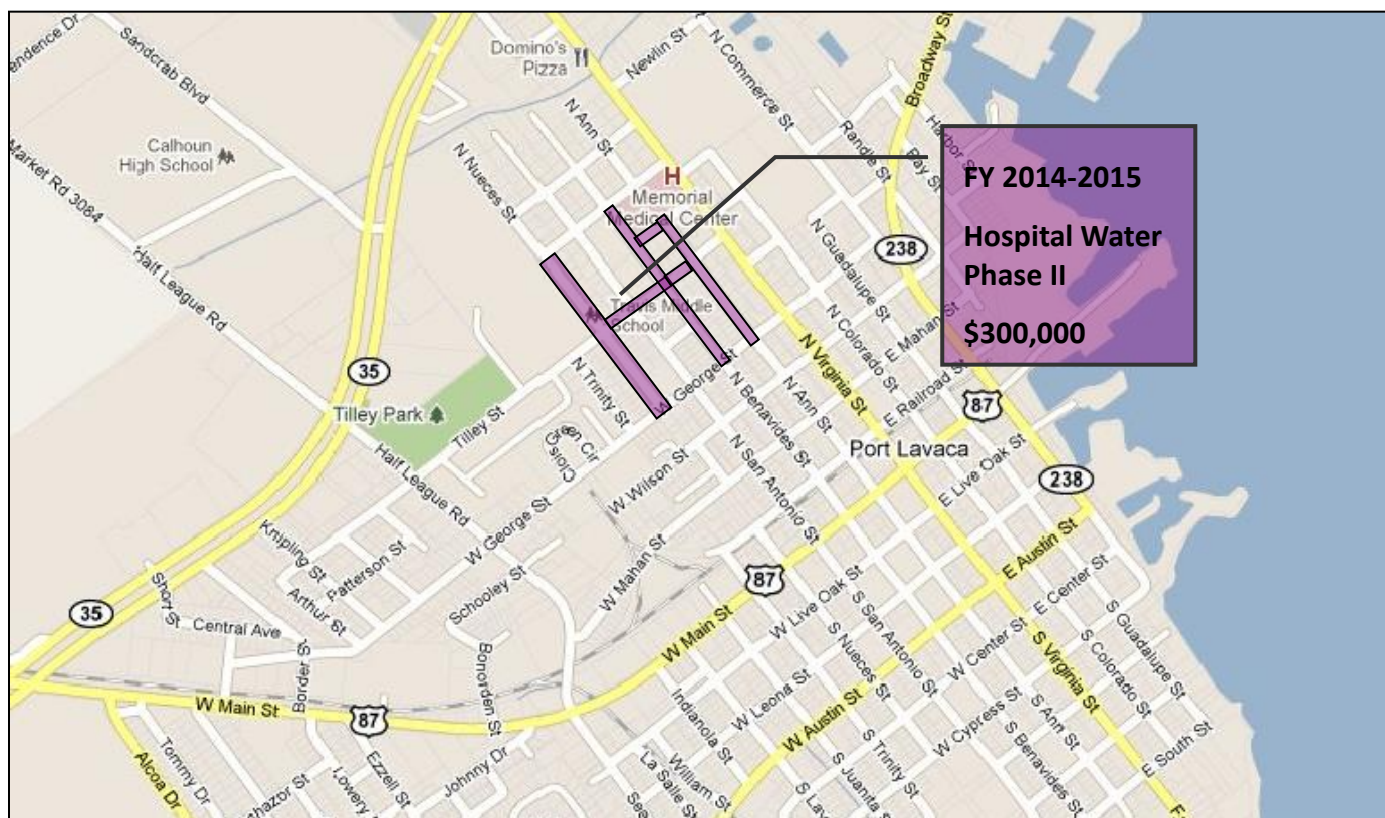 endence Dr
Sandcrab Blvd
Domino's
Pizza
Newlin St
N Commerce St
Broadway St
Calhoun
High School
N Ann St
N Nueces St
Randle St
Bay St
Harbor St
Market Rd 3084
Half League Rd
H
Memorial
Medical Center
FY 2014-2015
Hospital Water
Phase II
$300,000
238
N Guadalupe St
Travis Middle
School
N Colorado St
E Mahan St
35
N Trinity St
W George St
N Virginia St
E Railroad St
87
Tilley Park
Tilley St
N Benavides St
N Ann St
Green Cir
Clois
Port Lavaca
Half League Rd
W Wilson St
N San Antonio St
E Live Oak St
238
W George St
Patterson St
Arthur St
Schooley St
W Mahan St
87
W Live Oak St
E Austin St
E Center St
35
Short St
Central Ave
Border St
Bonorden St
W Main St
S San Antonio St
S Nueces St
W Center St
S Virginia St
S Guadalupe St
S Colorado St
W Main St
87
Indianola St
W Leona St
W Austin St
W Cypress St
S Ann St
S Benavides St
E South St
Alcoa Dr
Tommy Dr
thazor St
Lowery
Ezzell St
Johnny Dr
La Salle St
William St
See
S Trinity St
S Juanita
S Lav
F